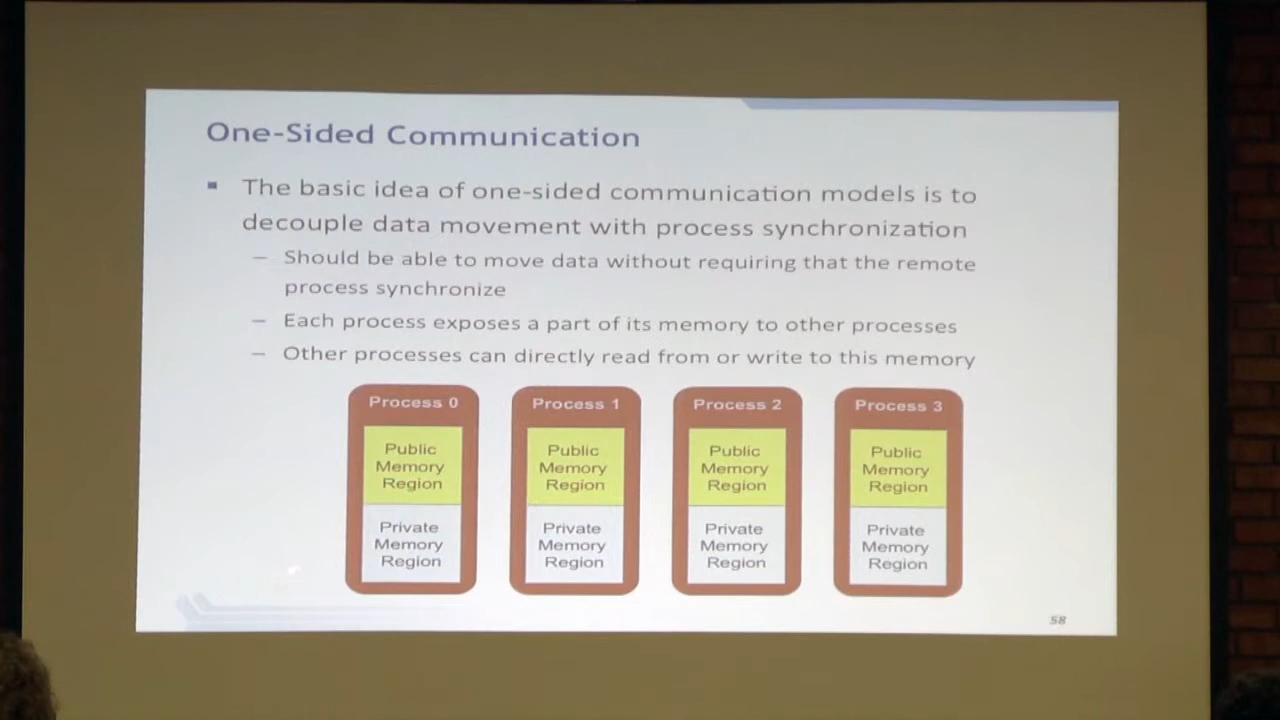 One-Sided Communication
▪ The basic idea of one-sided communication models is to
decouple data movement with process synchronization
– Should be able to move data without requiring that the remote
process synchronize
– Each process exposes a part of its memory to other processes
– Other processes can directly read from or write to this memory
Process 0
Public
Memory
Region
Private
Memory
Region
Process 1
Public
Memory
Region
Private
Memory
Region
Process 2
Public
Memory
Region
Private
Memory
Region
Process 3
Public
Memory
Region
Private
Memory
Region
58